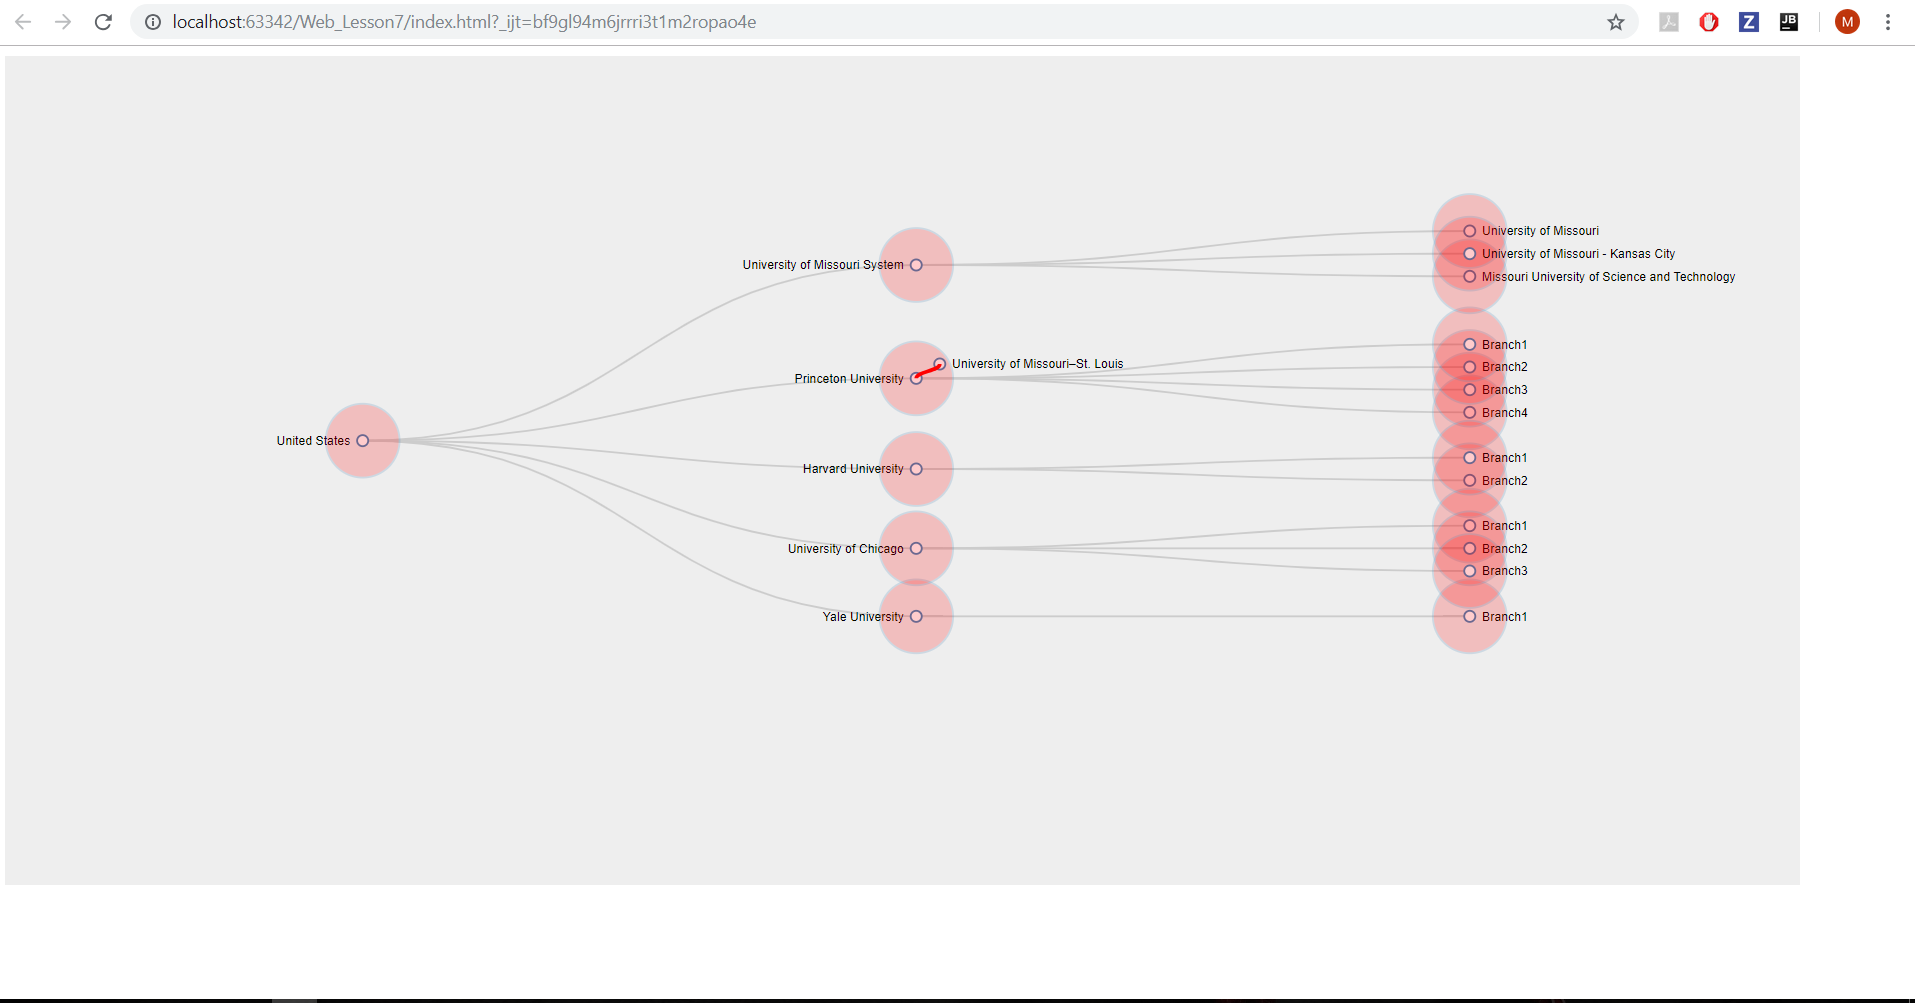 localhost:63342/Web_Lesson7/index.html?_ijt=bf9gl94m6jrrri3t1m2ropao4e
Z
JB
M
University of Missouri
University of Missouri - Kansas City
University of Missouri System
Missouri University of Science and Technology
Branch1
University of Missouri–St. Louis
Branch2
Princeton University
Branch3
Branch4
United States
Branch1
Harvard University
Branch2
Branch1
University of Chicago
Branch2
Branch3
Yale University
Branch1